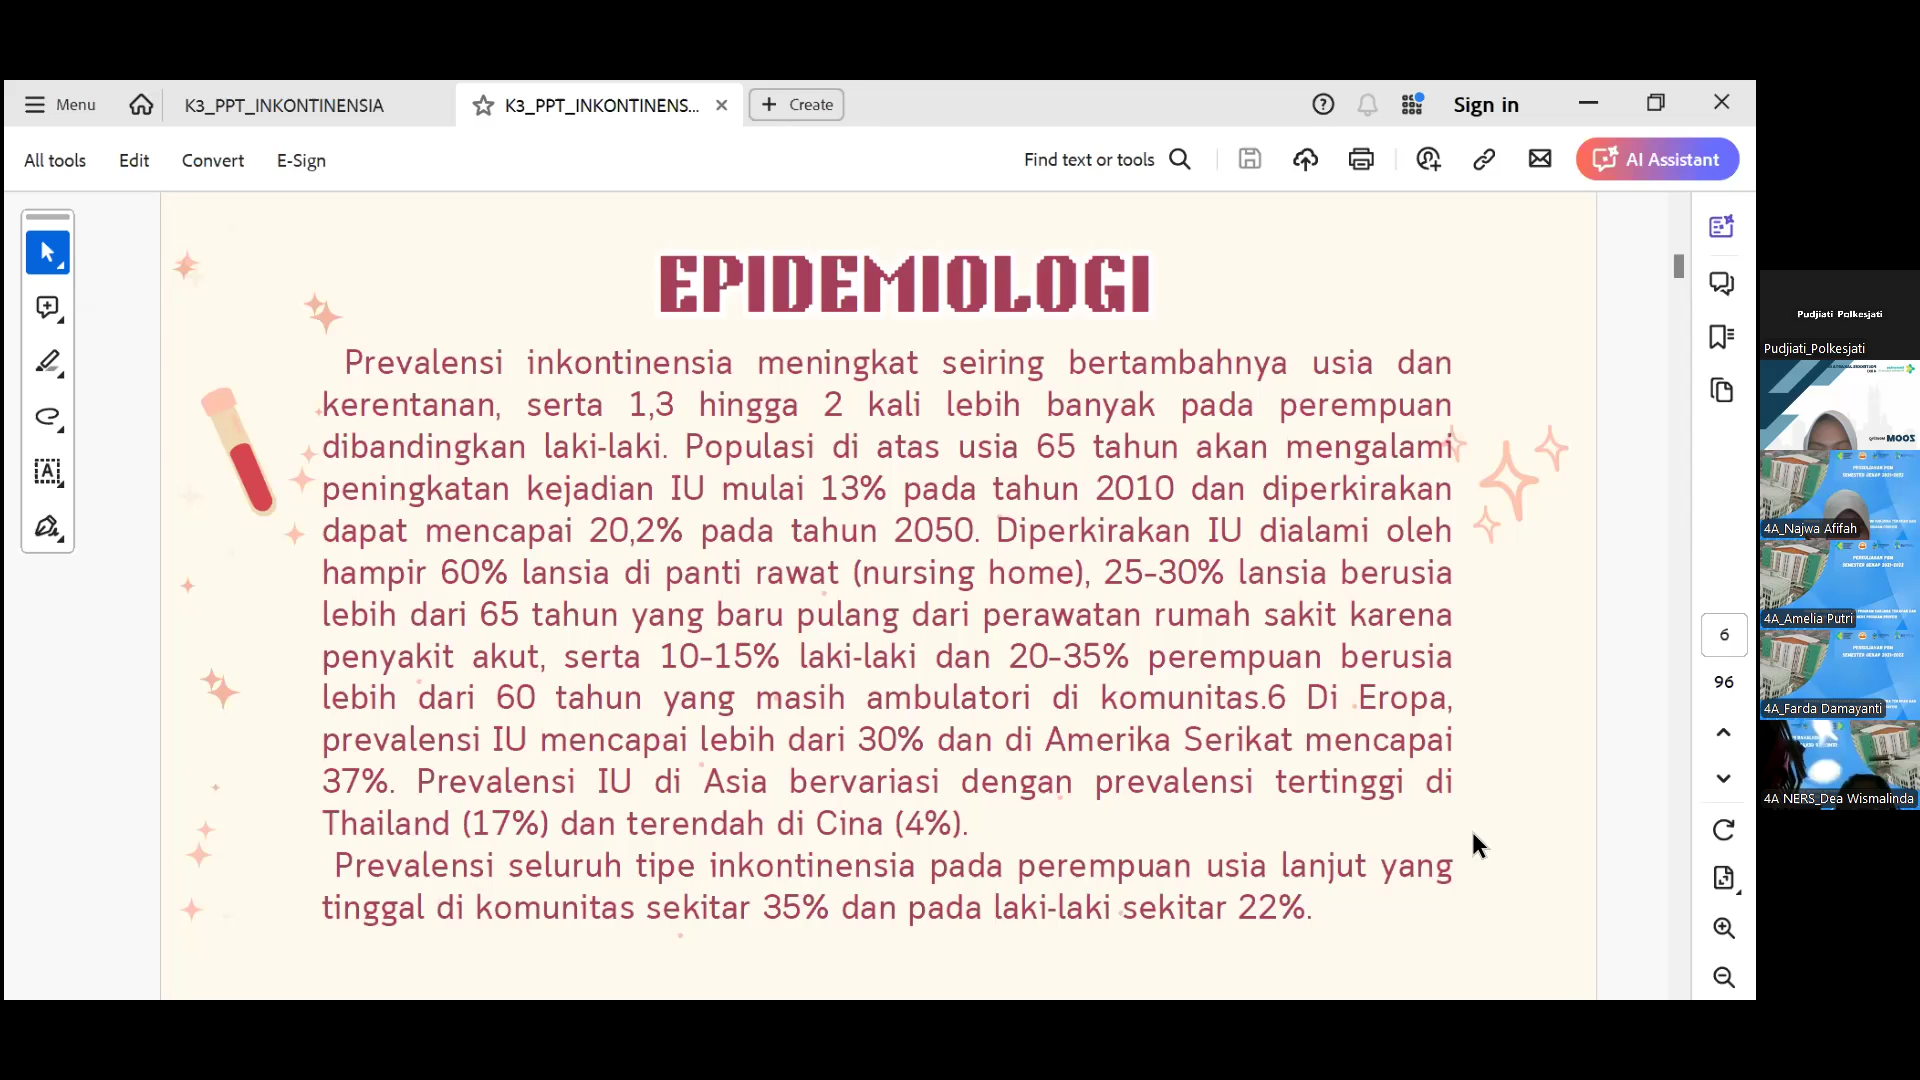 Menu
K3_PPT_INKONTINENSIA
K3_PPT_INKONTINENS...
Create
Sign in
All tools
Edit
Convert
E-Sign
Find text or tools
AI Assistant
EPIDEMIOLOGI
Prevalensi inkontinensia meningkat seiring bertambahnya usia dan
kerentanan, serta 1,3 hingga 2 kali lebih banyak pada perempuan
dibandingkan laki-laki. Populasi di atas usia 65 tahun akan mengalami
peningkatan kejadian IU mulai 13% pada tahun 2010 dan diperkirakan
dapat mencapai 20,2% pada tahun 2050. Diperkirakan IU dialami oleh
hampir 60% lansia di panti rawat (nursing home), 25-30% lansia berusia
lebih dari 65 tahun yang baru pulang dari perawatan rumah sakit karena
penyakit akut, serta 10-15% laki-laki dan 20-35% perempuan berusia
lebih dari 60 tahun yang masih ambulatori di komunitas.6 Di Eropa,
prevalensi IU mencapai lebih dari 30% dan di Amerika Serikat mencapai
37%. Prevalensi IU di Asia bervariasi dengan prevalensi tertinggi di
Thailand (17%) dan terendah di Cina (4%).
Prevalensi seluruh tipe inkontinensia pada perempuan usia lanjut yang
tinggal di komunitas sekitar 35% dan pada laki-laki sekitar 22%.
6
96
Pudjiati Polkesjati
Pudjiati_Polkesjati
ZOOM
4A_Najwa Afifah
4A_Amelia Putri
4A_Farda Damayanti
4A NERS_Dea Wismalinda